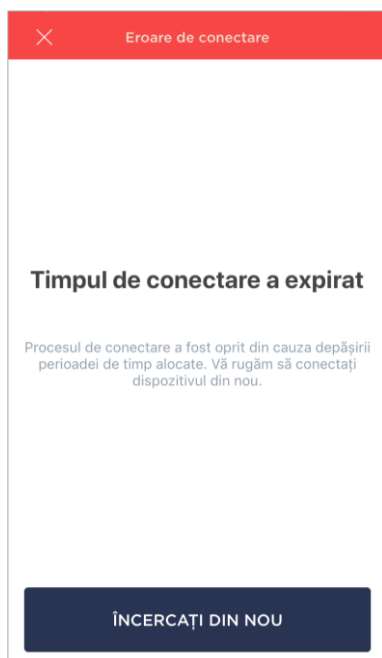 Eroare de conectare
Timpul de conectare a expirat
Procesul de conectare a fost oprit din cauza depășirii
perioadei de timp alocate. Vă rugăm să conectați
dispozitivul din nou.
ÎNCERCAȚI DIN NOU